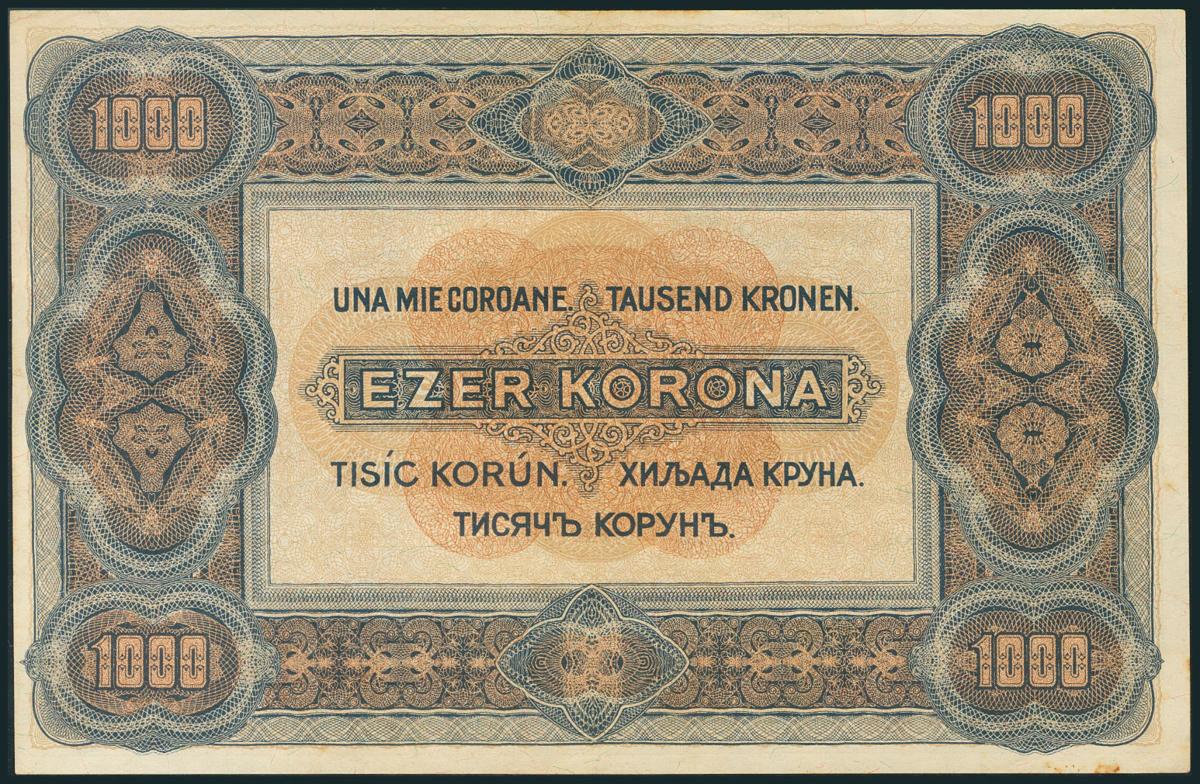 1000 1000
UNA MIE COROANE. TAUSEND KRONEN.
EZER KORONA
TISÍC KORÚN. ХИЉАДА КРУНА.
ТИСЯЧЪ КОРУНЪ.
1000 1000